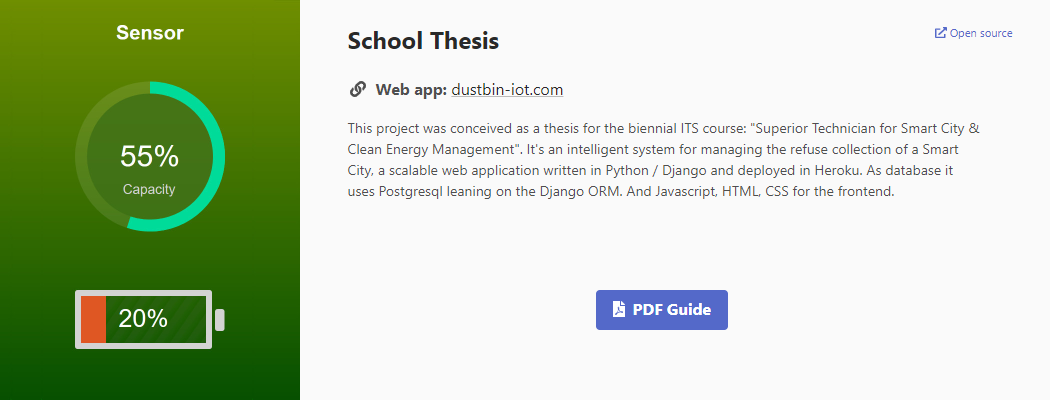 Sensor
55%
Capacity
20%
School Thesis
Open source
Web app: dustbin-iot.com
This project was conceived as a thesis for the biennial ITS course: "Superior Technician for Smart City &
Clean Energy Management". It's an intelligent system for managing the refuse collection of a Smart
City, a scalable web application written in Python / Django and deployed in Heroku. As database it
uses Postgresql leaning on the Django ORM. And Javascript, HTML, CSS for the frontend.
PDF Guide